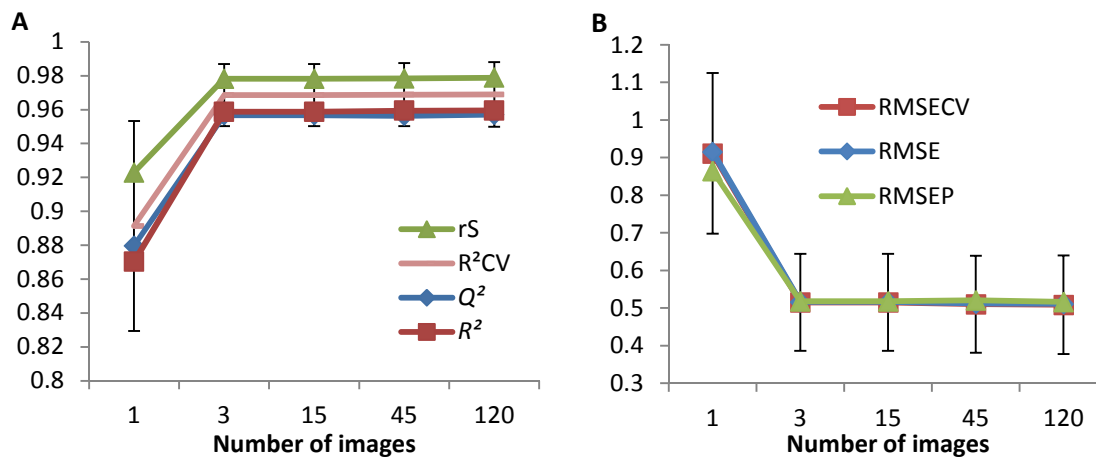 A
1
0.98
0.96
0.94
0.92
0.9
0.88
0.86
0.84
0.82
0.8
rS
R²CV
Q²
R²
1 3 15 45 120
Number of images
B
1.2
1.1
1
0.9
0.8
0.7
0.6
0.5
0.4
0.3
RMSECV
RMSE
RMSEP
1 3 15 45 120
Number of images